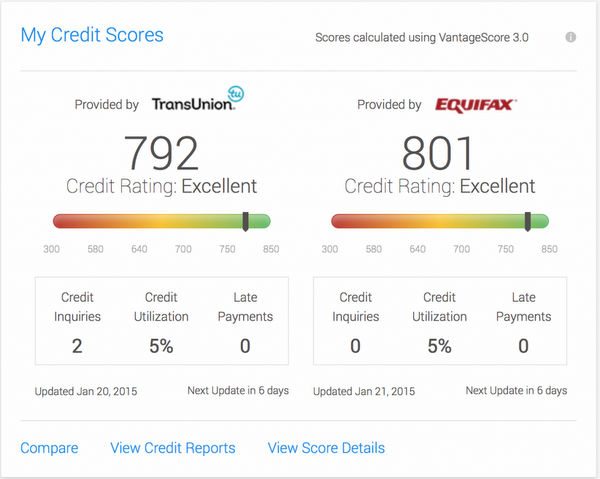 My Credit Scores
Scores calculated using VantageScore 3.0
i
Provided by TransUnion tu
792
Credit Rating: Excellent
300 580 640 700 750 850
Credit Inquiries
2
Credit Utilization
5%
Late Payments
0
Updated Jan 20, 2015
Next Update in 6 days
Provided by EQUIFAX
801
Credit Rating: Excellent
300 580 640 700 750 850
Credit Inquiries
0
Credit Utilization
5%
Late Payments
0
Updated Jan 21, 2015
Next Update in 6 days
Compare
View Credit Reports
View Score Details